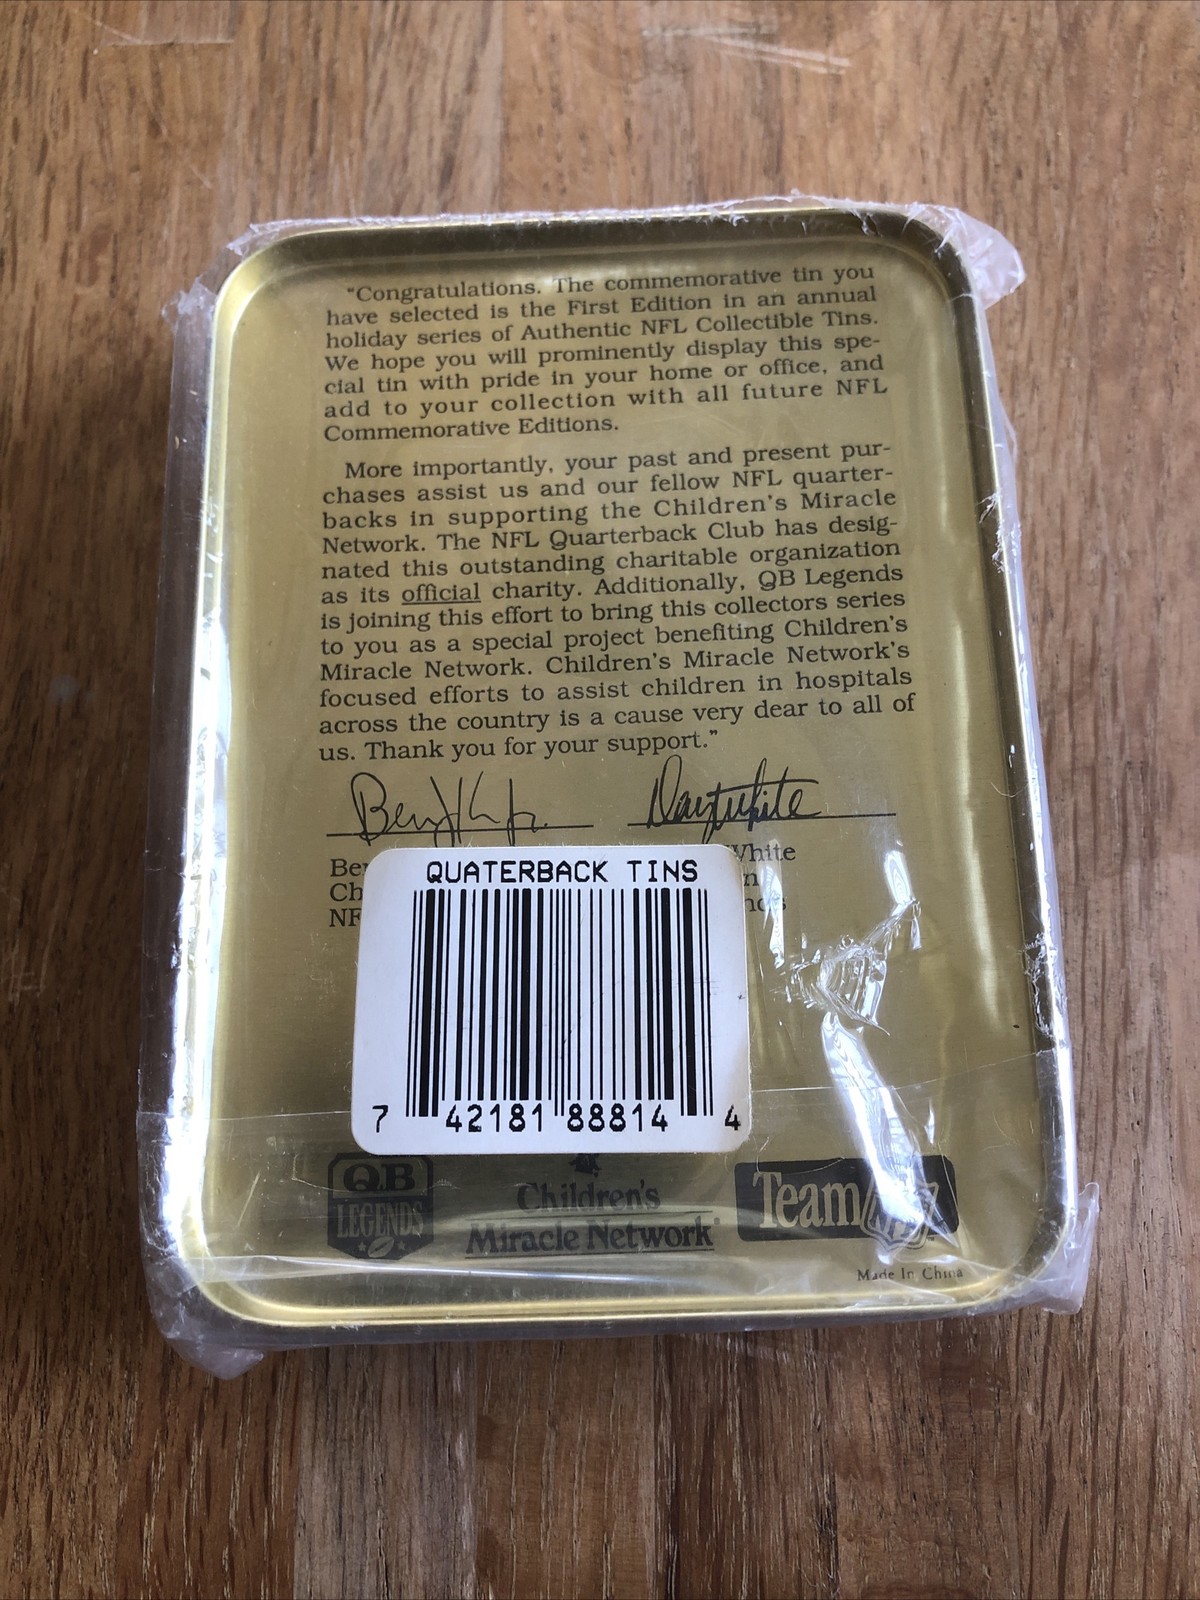 "Congratulations. The commemorative tin you
have selected is the First Edition in an annual
holiday series of Authentic NFL Collectible Tins.
We hope you will prominently display this spe-
cial tin with pride in your home or office, and
add to your collection with all future NFL
Commemorative Editions.
More importantly, your past and present pur-
chases assist us and our fellow NFL quarter-
backs in supporting the Children's Miracle
Network. The NFL Quarterback Club has desig-
nated this outstanding charitable organization
as its official charity. Additionally, QB Legends
is joining this effort to bring this collectors series
to you as a special project benefiting Children's
Miracle Network. Children's Miracle Network's
focused efforts to assist children in hospitals
across the country is a cause very dear to all of
us. Thank you for your support."
White
QUATERBACK TINS
7 42181 88814 4
QB
LEGENDS
Children's
Miracle Network
Team NFL
Made In China